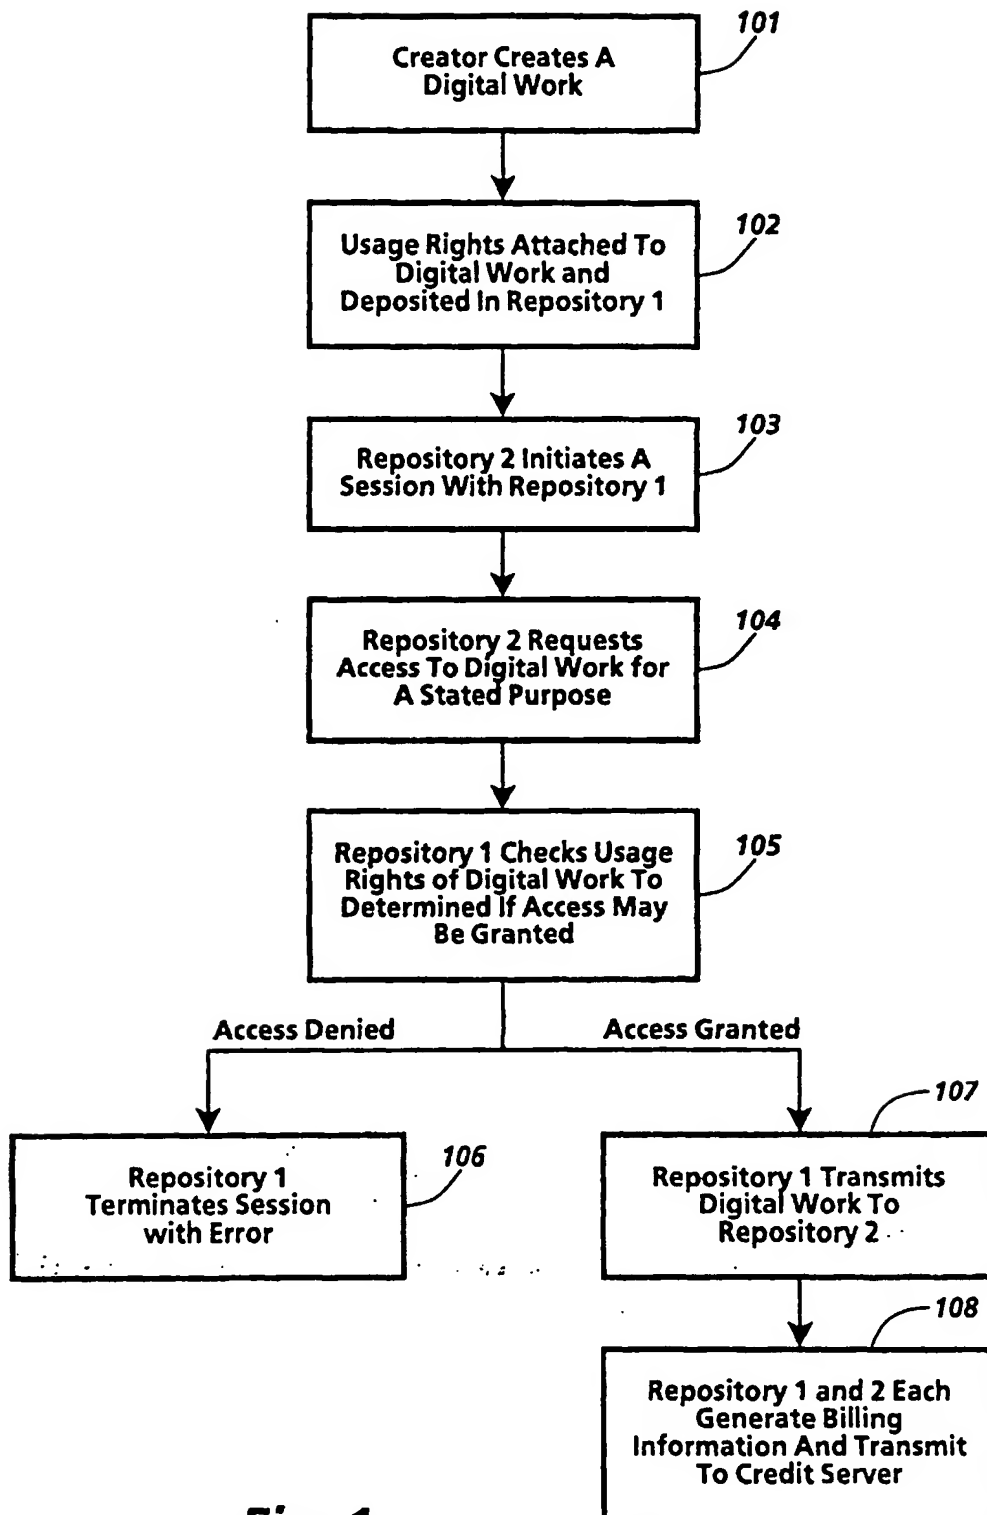 101
Creator Creates A
Digital Work
102
Usage Rights Attached To
Digital Work and
Deposited In Repository 1
103
Repository 2 Initiates A
Session With Repository 1
104
Repository 2 Requests
Access To Digital Work for
A Stated Purpose
105
Repository 1 Checks Usage
Rights of Digital Work To
Determined If Access May
Be Granted
Access Denied
Access Granted
106
Repository 1
Terminates Session
with Error
107
Repository 1 Transmits
Digital Work To
Repository 2
108
Repository 1 and 2 Each
Generate Billing
Information And Transmit
To Credit Server